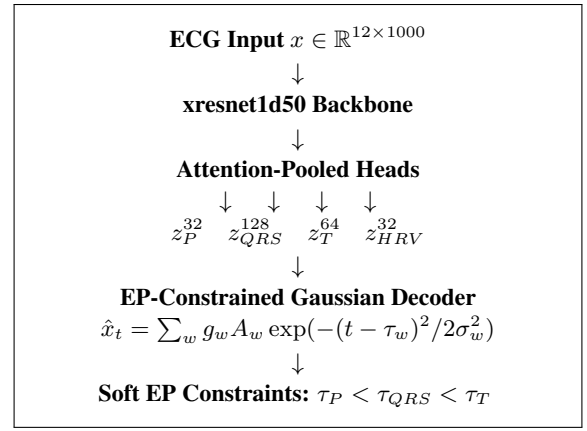 ECG Input x ∈ ℝ^{12×1000}
↓
xresnet1d50 Backbone
↓
Attention-Pooled Heads
↓ ↓ ↓ ↓
z_P^{32} z_{QRS}^{128} z_T^{64} z_{HRV}^{32}
↓
EP-Constrained Gaussian Decoder
x̂_t = ∑_w g_w A_w exp(−(t − τ_w)^2/2σ_w^2)
↓
Soft EP Constraints: τ_P < τ_{QRS} < τ_T